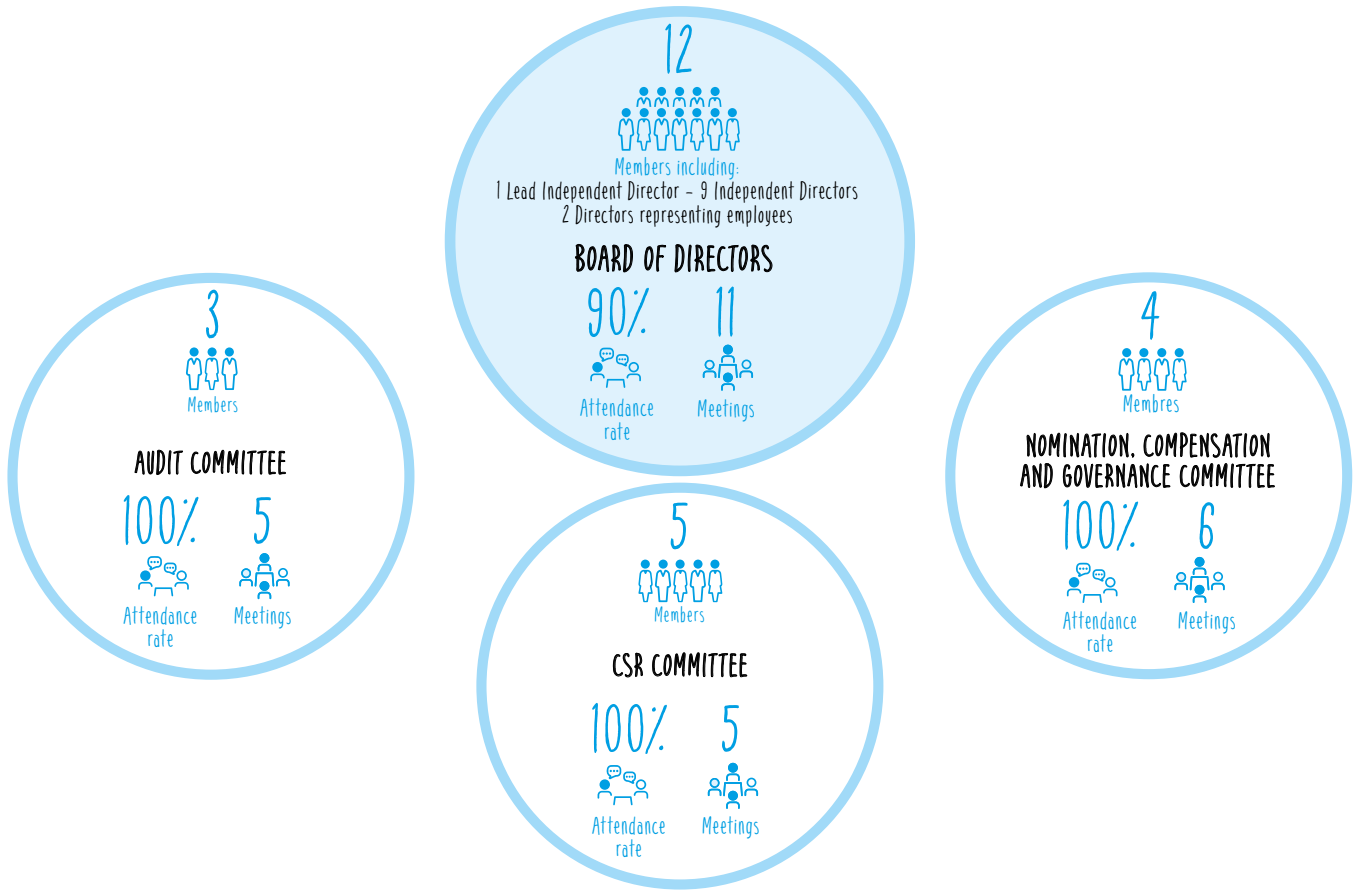 12
Members including:
1 Lead Independent Director – 9 Independent Directors
2 Directors representing employees
BOARD OF DIRECTORS
90%
11
Attendance
rate
Meetings
3
Members
AUDIT COMMITTEE
100%
5
Attendance
rate
Meetings
5
Members
CSR COMMITTEE
100%
5
Attendance
rate
Meetings
4
Membres
NOMINATION, COMPENSATION
AND GOVERNANCE COMMITTEE
100%
6
Attendance
rate
Meetings